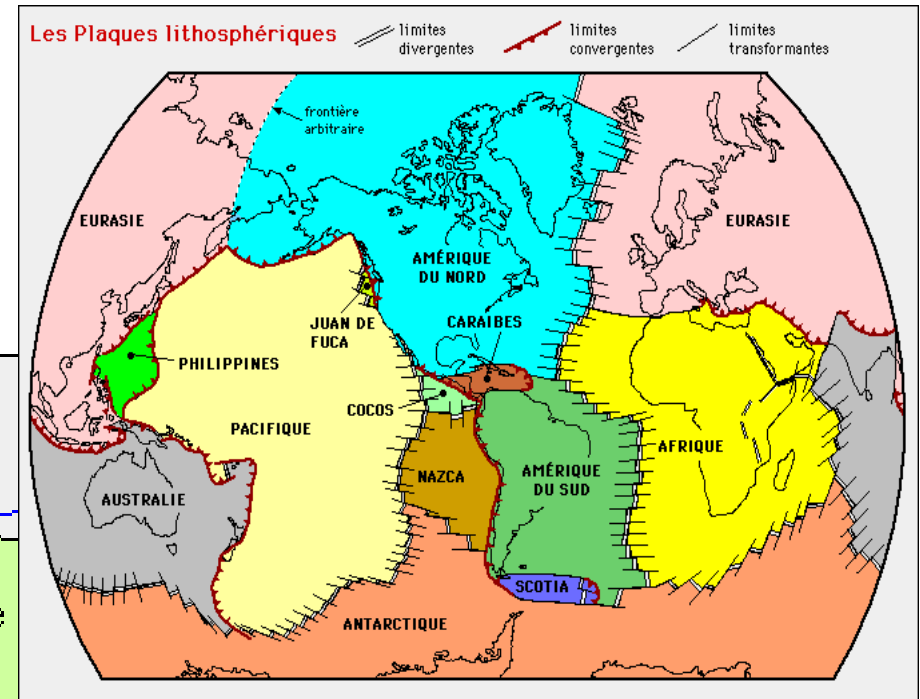 Les Plaques lithosphériques
limites
divergentes
limites
convergentes
limites
transformantes
frontière
arbitraire
EURASIE
EURASIE
AMÉRIQUE
DU NORD
JUAN DE
FUCA
CARAIBES
PHILIPPINES
COCOS
PACIFIQUE
AFRIQUE
NAZCA
AMÉRIQUE
DU SUD
AUSTRALIE
SCOTIA
ANTARCTIQUE